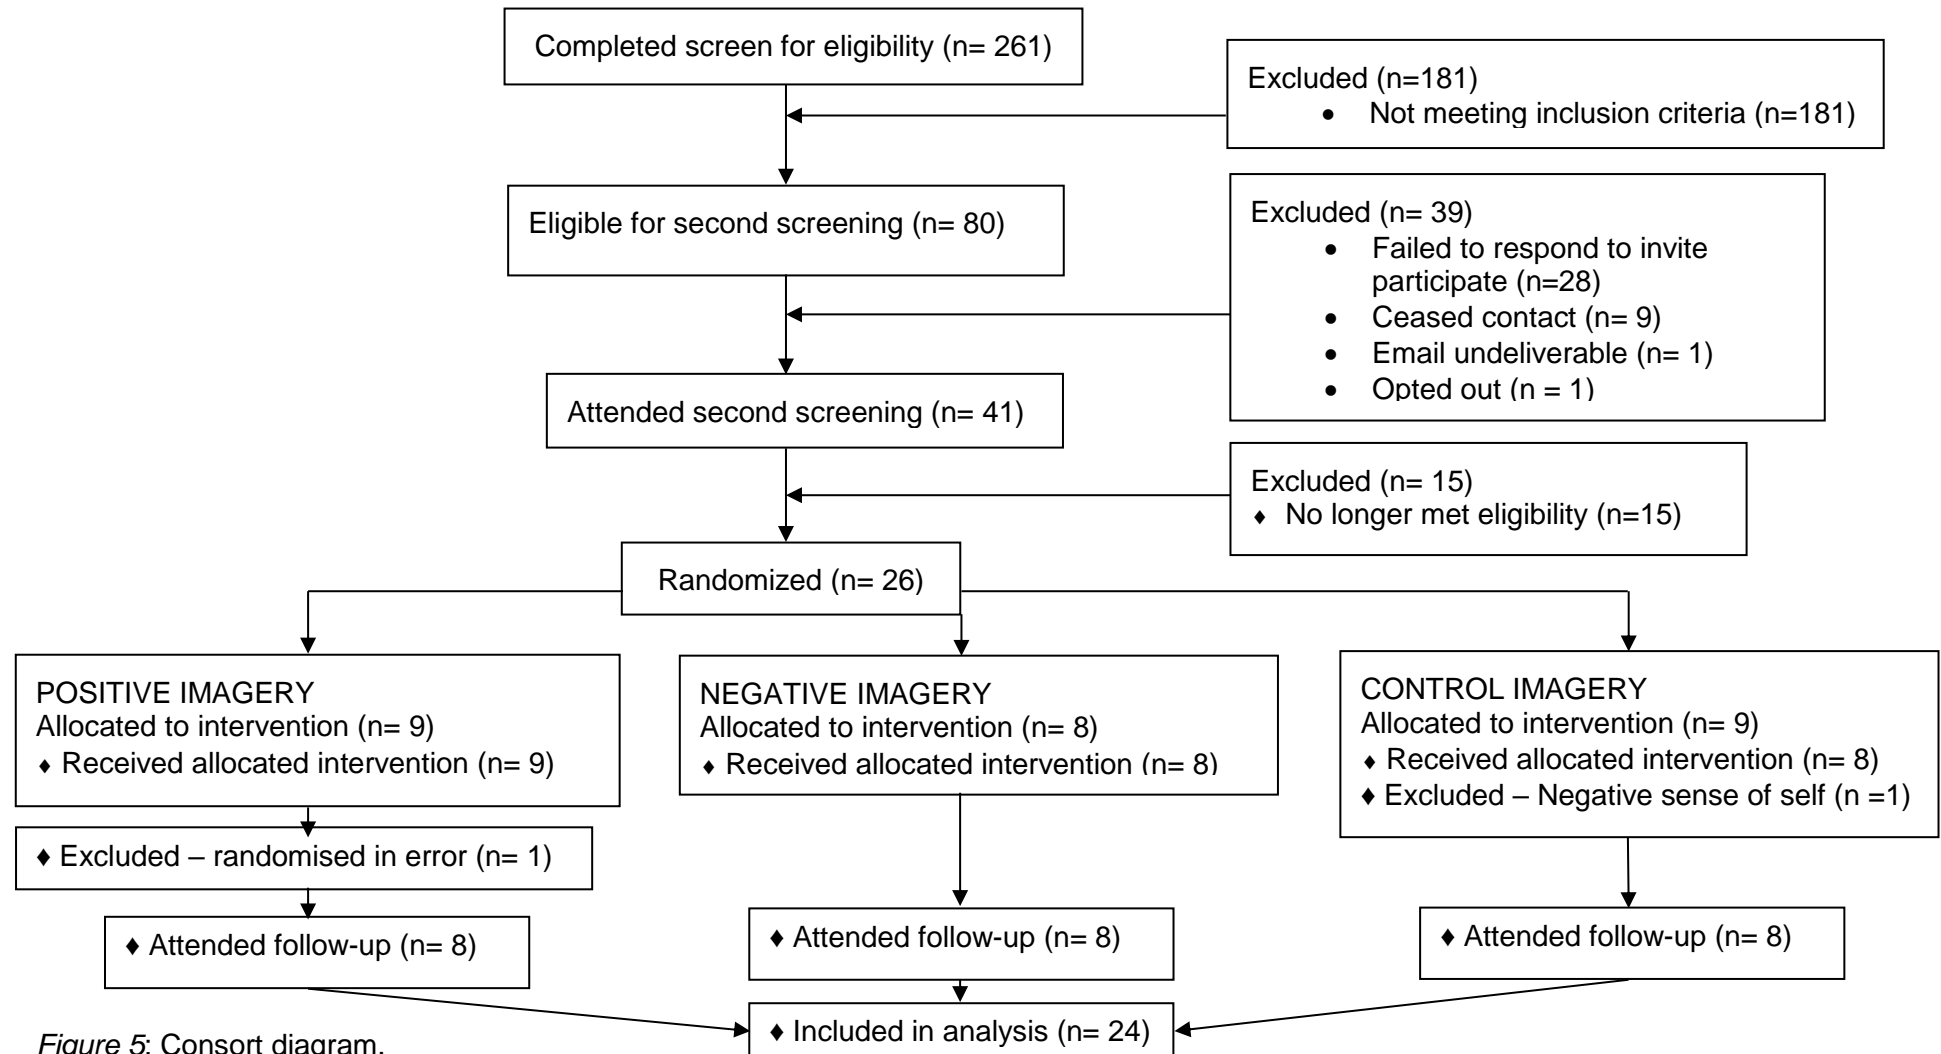 Completed screen for eligibility (n= 261)
Excluded (n=181)
• Not meeting inclusion criteria (n=181)
Eligible for second screening (n= 80)
Excluded (n= 39)
• Failed to respond to invite
participate (n=28)
• Ceased contact (n= 9)
• Email undeliverable (n= 1)
• Opted out (n = 1)
Attended second screening (n= 41)
Excluded (n= 15)
♦ No longer met eligibility (n=15)
Randomized (n= 26)
POSITIVE IMAGERY
Allocated to intervention (n= 9)
♦ Received allocated intervention (n= 9)
NEGATIVE IMAGERY
Allocated to intervention (n= 8)
♦ Received allocated intervention (n= 8)
CONTROL IMAGERY
Allocated to intervention (n= 9)
♦ Received allocated intervention (n= 8)
♦ Excluded – Negative sense of self (n =1)
♦ Excluded – randomised in error (n= 1)
♦ Attended follow-up (n= 8)
♦ Attended follow-up (n= 8)
♦ Attended follow-up (n= 8)
♦ Included in analysis (n= 24)
Figure 5: Consort diagram.